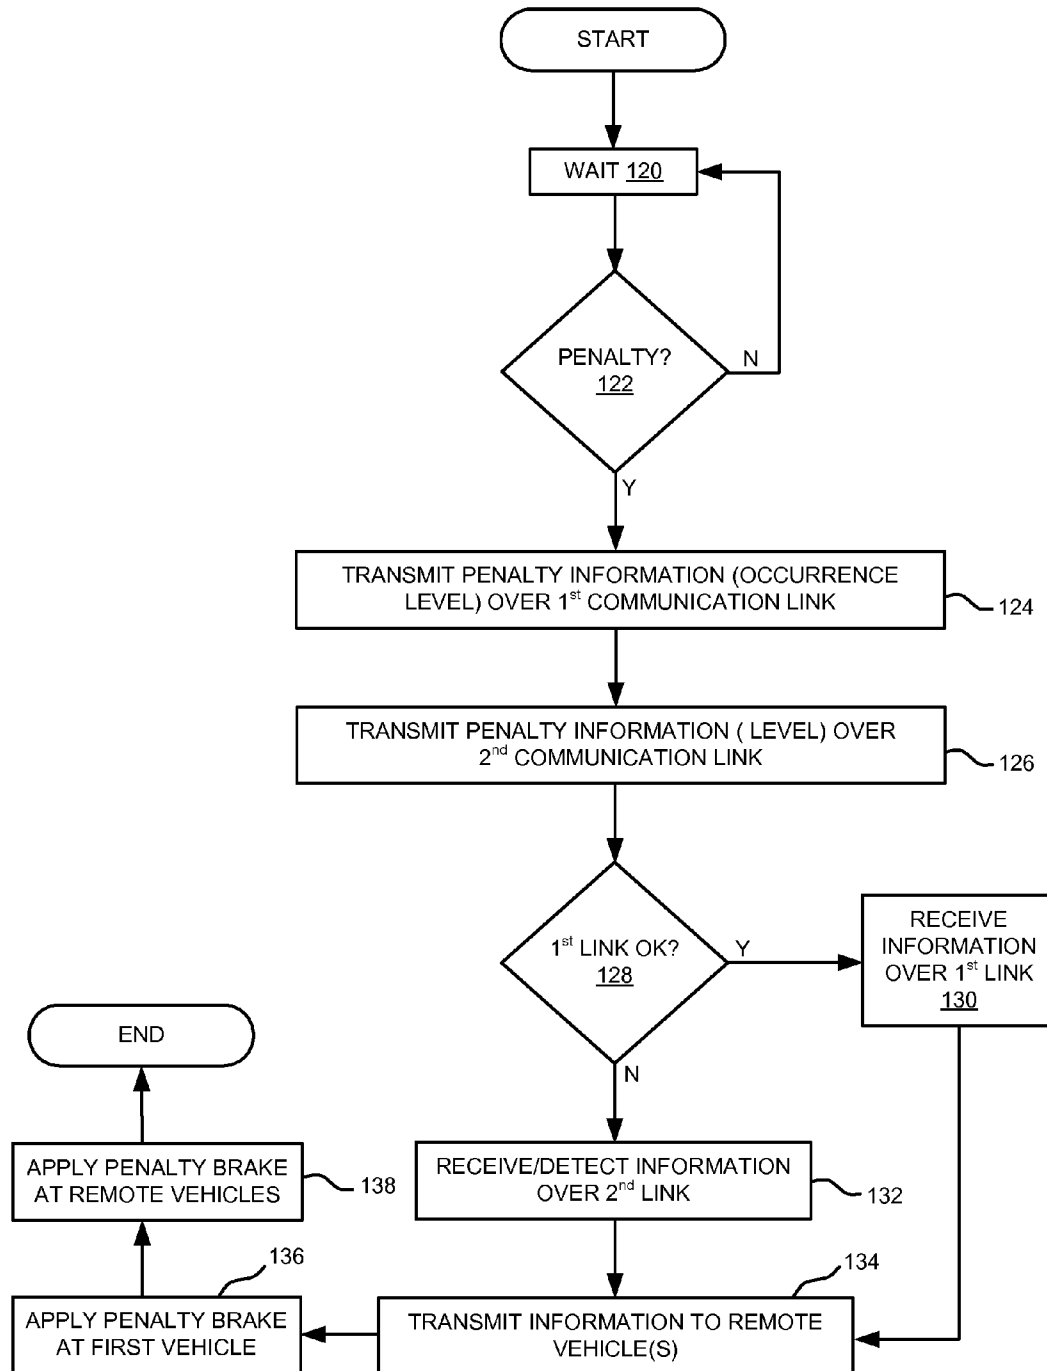 START
WAIT 120
PENALTY?
122
N
Y
TRANSMIT PENALTY INFORMATION (OCCURRENCE
LEVEL) OVER 1st COMMUNICATION LINK
124
TRANSMIT PENALTY INFORMATION ( LEVEL) OVER
2nd COMMUNICATION LINK
126
1st LINK OK?
128
Y
N
RECEIVE
INFORMATION
OVER 1st LINK
130
RECEIVE/DETECT INFORMATION
OVER 2nd LINK
132
134
TRANSMIT INFORMATION TO REMOTE
VEHICLE(S)
136
APPLY PENALTY BRAKE
AT FIRST VEHICLE
APPLY PENALTY BRAKE
AT REMOTE VEHICLES
138
END